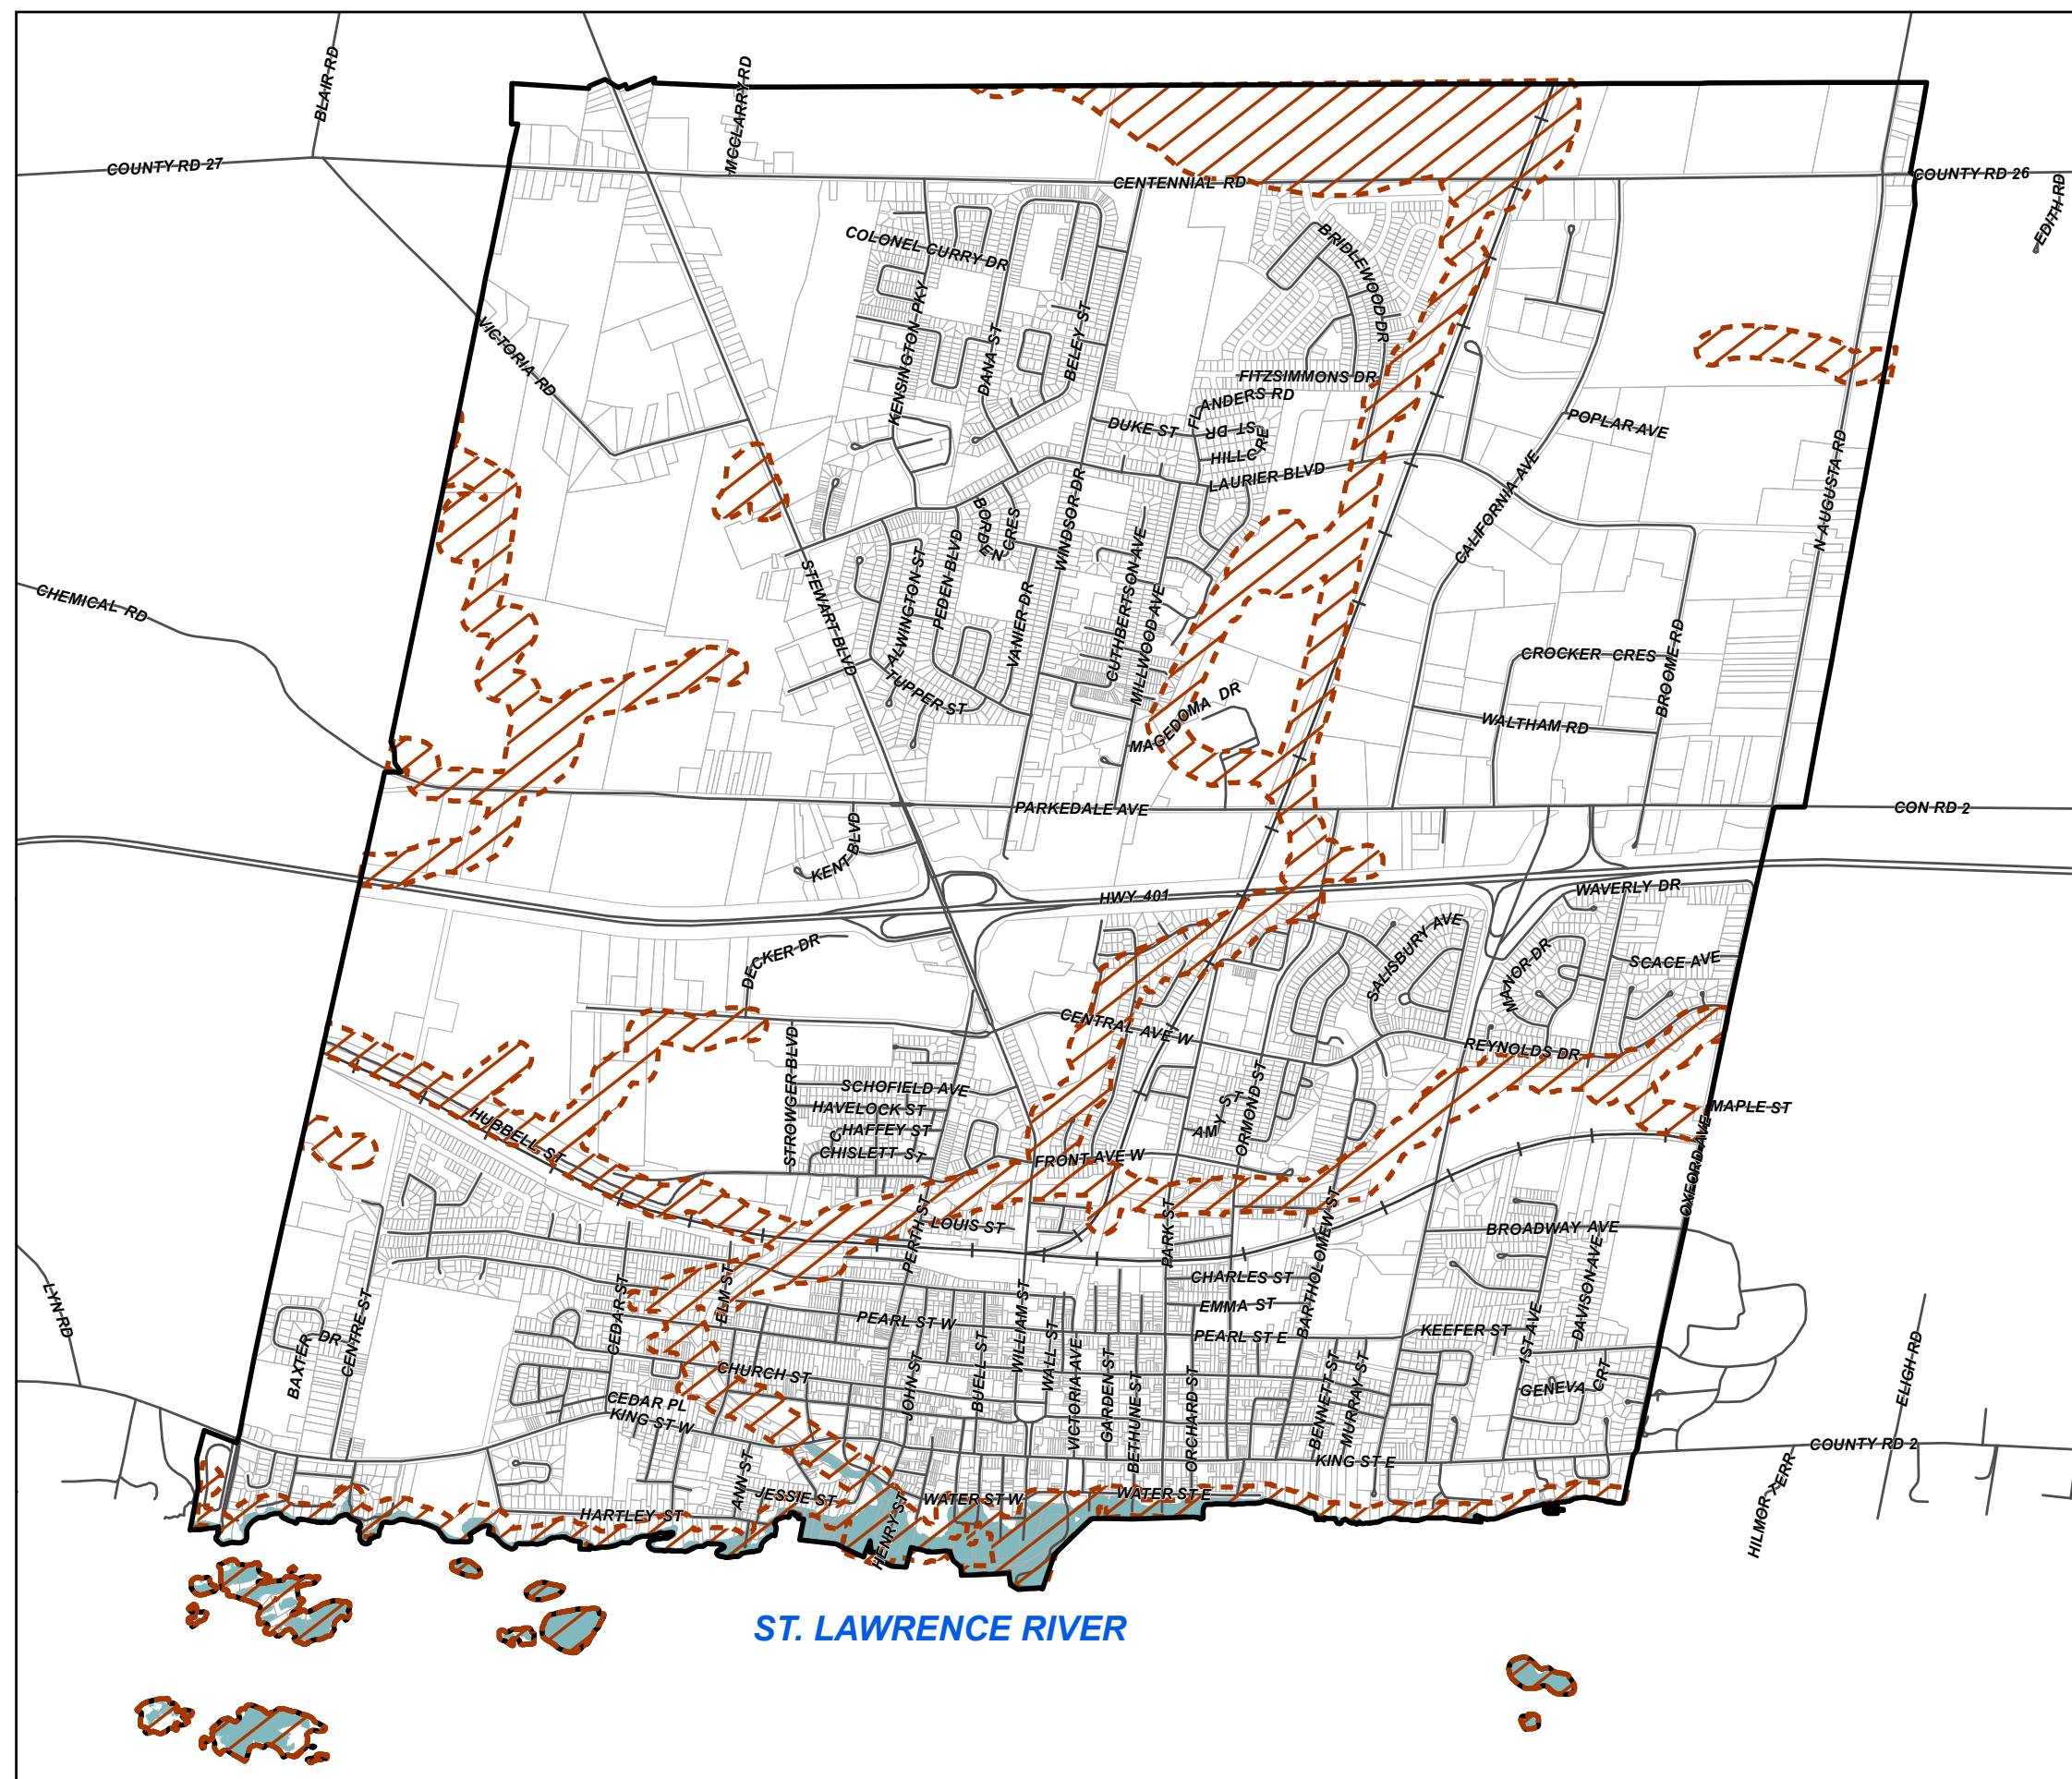 BLAIR RD
MCCLARRY RD
COUNTY RD 27
CENTENNIAL RD
COUNTY RD 26
EDITH RD
COLONEL CURRY DR
BRIDLEWOOD DR
KENSINGTON PKY
DANA ST
BELEY ST
VICTORIA RD
FITZSIMMONS DR
FLANDERS RD
DUKE ST
HILLCREST DR
LAURIER BLVD
POPLAR AVE
N AUGUSTA RD
CALIFORNIA AVE
BORDEN CRES
WINDSOR DR
CHEMICAL RD
STEWART BLVD
ALWINGTON ST
PEDEN BLVD
VANIER DR
CUTHBERTSON AVE
MILLWOOD AVE
TUPPER ST
MAGEDOMA DR
CROCKER CRES
BROOME RD
WALTHAM RD
PARKEDALE AVE
CON RD 2
KENT BLVD
HWY 401
WAVERLY DR
DECKER DR
SALISBURY AVE
MANOR DR
SCACE AVE
CENTRAL AVE W
REYNOLDS DR
STROWGER BLVD
SCHOFIELD AVE
HAVELOCK ST
HAFFEY ST
C
CHISLETT ST
AMY ST
ORMOND ST
MAPLE ST
HUBBELL ST
FRONT AVE W
OXFORD AVE
PERTH ST
LOUIS ST
PARK ST
BARTHOLOMEW ST
BROADWAY AVE
LYN RD
CEDAR ST
ELM ST
CHARLES ST
EMMA ST
DAVISON AVE
BAXTER DR
CENTRE ST
PEARL ST W
PEARL ST E
KEEFER ST
1ST AVE
WILLIAM ST
WALL ST
BUELL ST
JOHN ST
CHURCH ST
VICTORIA AVE
GARDEN ST
BETHUNE ST
ORCHARD ST
BENNETT ST
MURRAY ST
GENEVA CRT
ELIGH RD
CEDAR PL
KING ST W
KING ST E
COUNTY RD 2
ANN ST
JESSIE ST
WATER ST W
WATER ST E
HARTLEY ST
HENRY ST
HILMOR TERR
ST. LAWRENCE RIVER